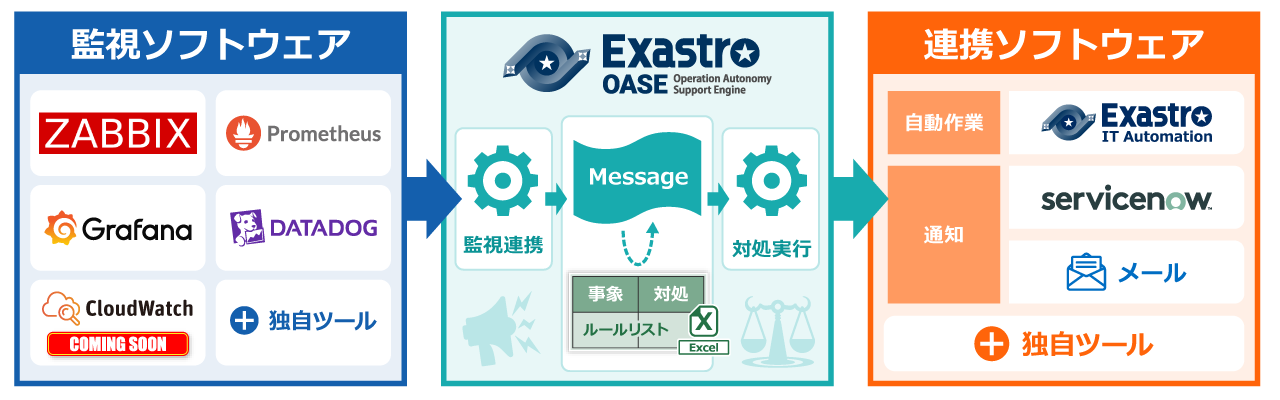 監視ソフトウェア
ZABBIX
Prometheus
Grafana
DATADOG
CloudWatch
COMING SOON
独自ツール
Exastro
OASE Operation Autonomy
Support Engine
監視連携
Message
対処実行
事象 対処
ルールリスト
X
Excel
連携ソフトウェア
自動作業
Exastro
IT Automation
通知
servicenow™
メール
独自ツール